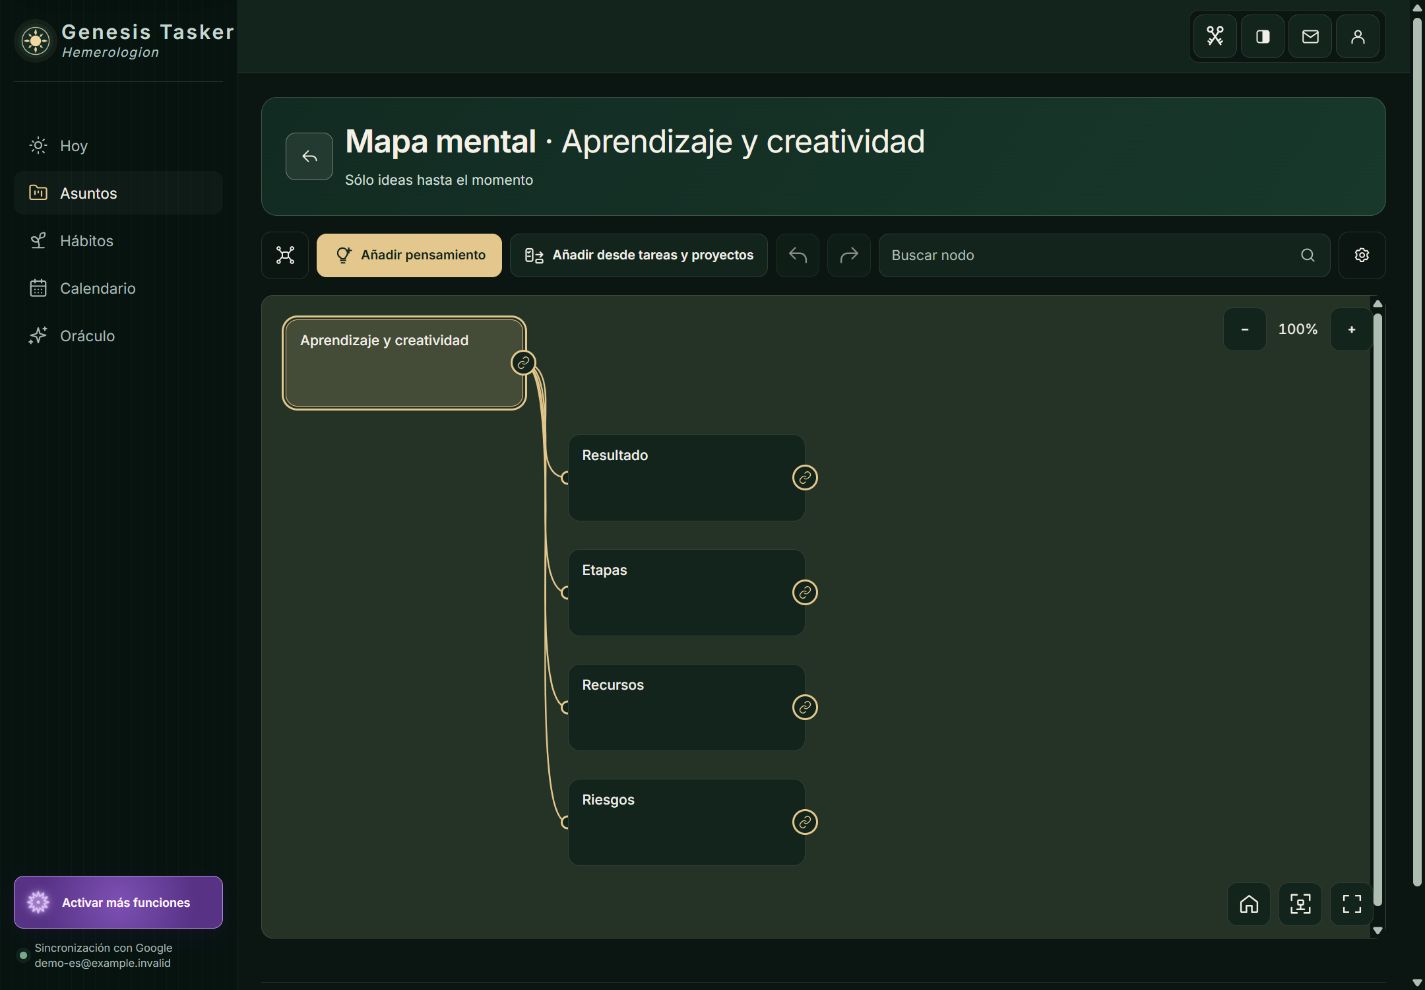 Genesis Tasker
Hemerologion
Hoy
Asuntos
Hábitos
Calendario
Oráculo
Activar más funciones
Sincronización con Google
demo-es@example.invalid
Mapa mental · Aprendizaje y creatividad
Sólo ideas hasta el momento
Añadir pensamiento
Añadir desde tareas y proyectos
Buscar nodo
Aprendizaje y creatividad
- 100% +
Resultado
Etapas
Recursos
Riesgos